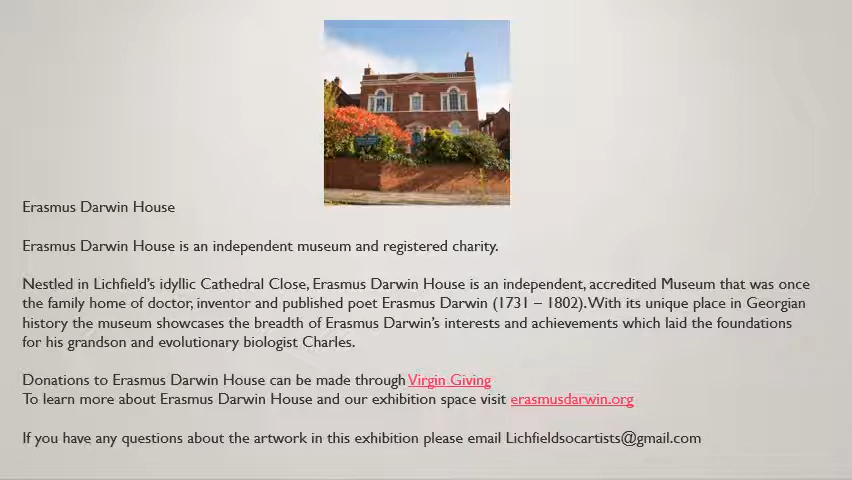 Erasmus Darwin House
Erasmus Darwin House is an independent museum and registered charity.
Nestled in Lichfield's idyllic Cathedral Close, Erasmus Darwin House is an independent, accredited Museum that was once
the family home of doctor, inventor and published poet Erasmus Darwin (1731 – 1802). With its unique place in Georgian
history the museum showcases the breadth of Erasmus Darwin's interests and achievements which laid the foundations
for his grandson and evolutionary biologist Charles.
Donations to Erasmus Darwin House can be made through Virgin Giving
To learn more about Erasmus Darwin House and our exhibition space visit erasmusdarwin.org
If you have any questions about the artwork in this exhibition please email Lichfieldsocartists@gmail.com